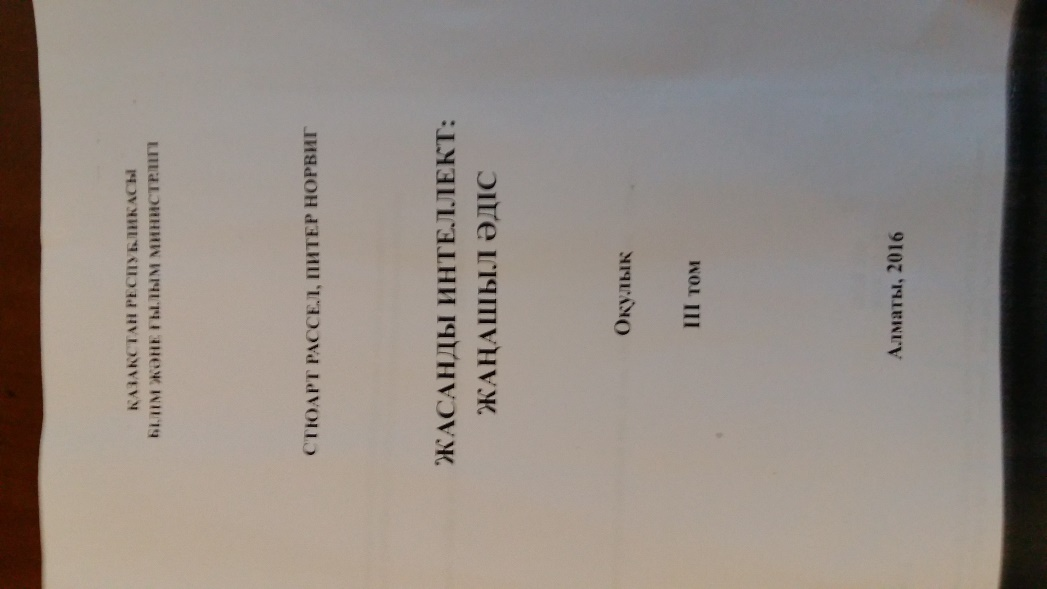 ҚАЗАҚСТАН РЕСПУБЛИКАСЫ
БІЛІМ ЖӘНЕ ҒЫЛЫМ МИНИСТРЛІГІ
СТЮАРТ РАССЕЛ, ПИТЕР НОРВИГ
ЖАСАНДЫ ИНТЕЛЛЕКТ:
ЖАҢАШЫЛ ӘДІС
Оқулық
III том
Алматы, 2016